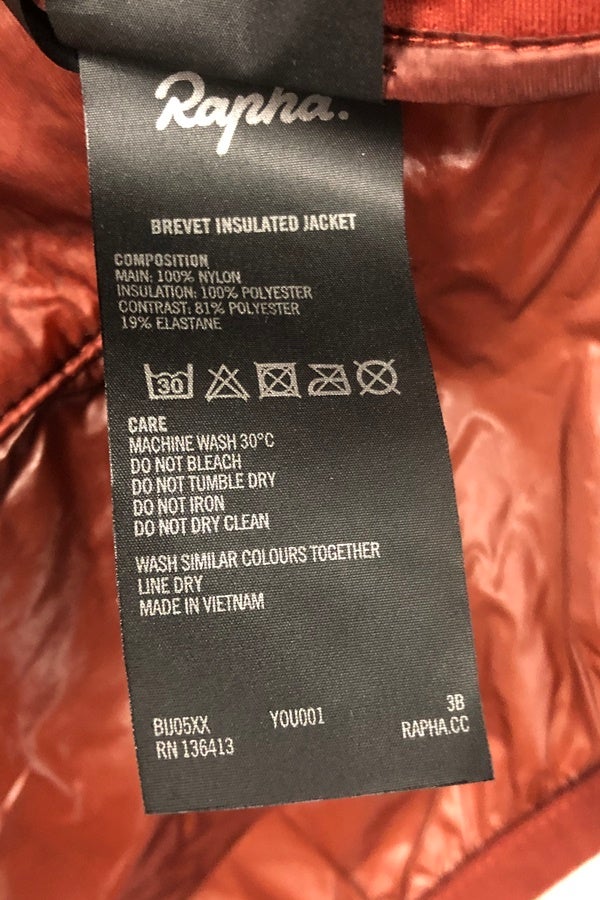 Rapha.
BREVET INSULATED JACKET
COMPOSITION
MAIN: 100% NYLON
INSULATION: 100% POLYESTER
CONTRAST: 81% POLYESTER
19% ELASTANE
30
CARE
MACHINE WASH 30°C
DO NOT BLEACH
DO NOT TUMBLE DRY
DO NOT IRON
DO NOT DRY CLEAN
WASH SIMILAR COLOURS TOGETHER
LINE DRY
MADE IN VIETNAM
BU05XX YOU001 3B
RN 136413 RAPHA.CC